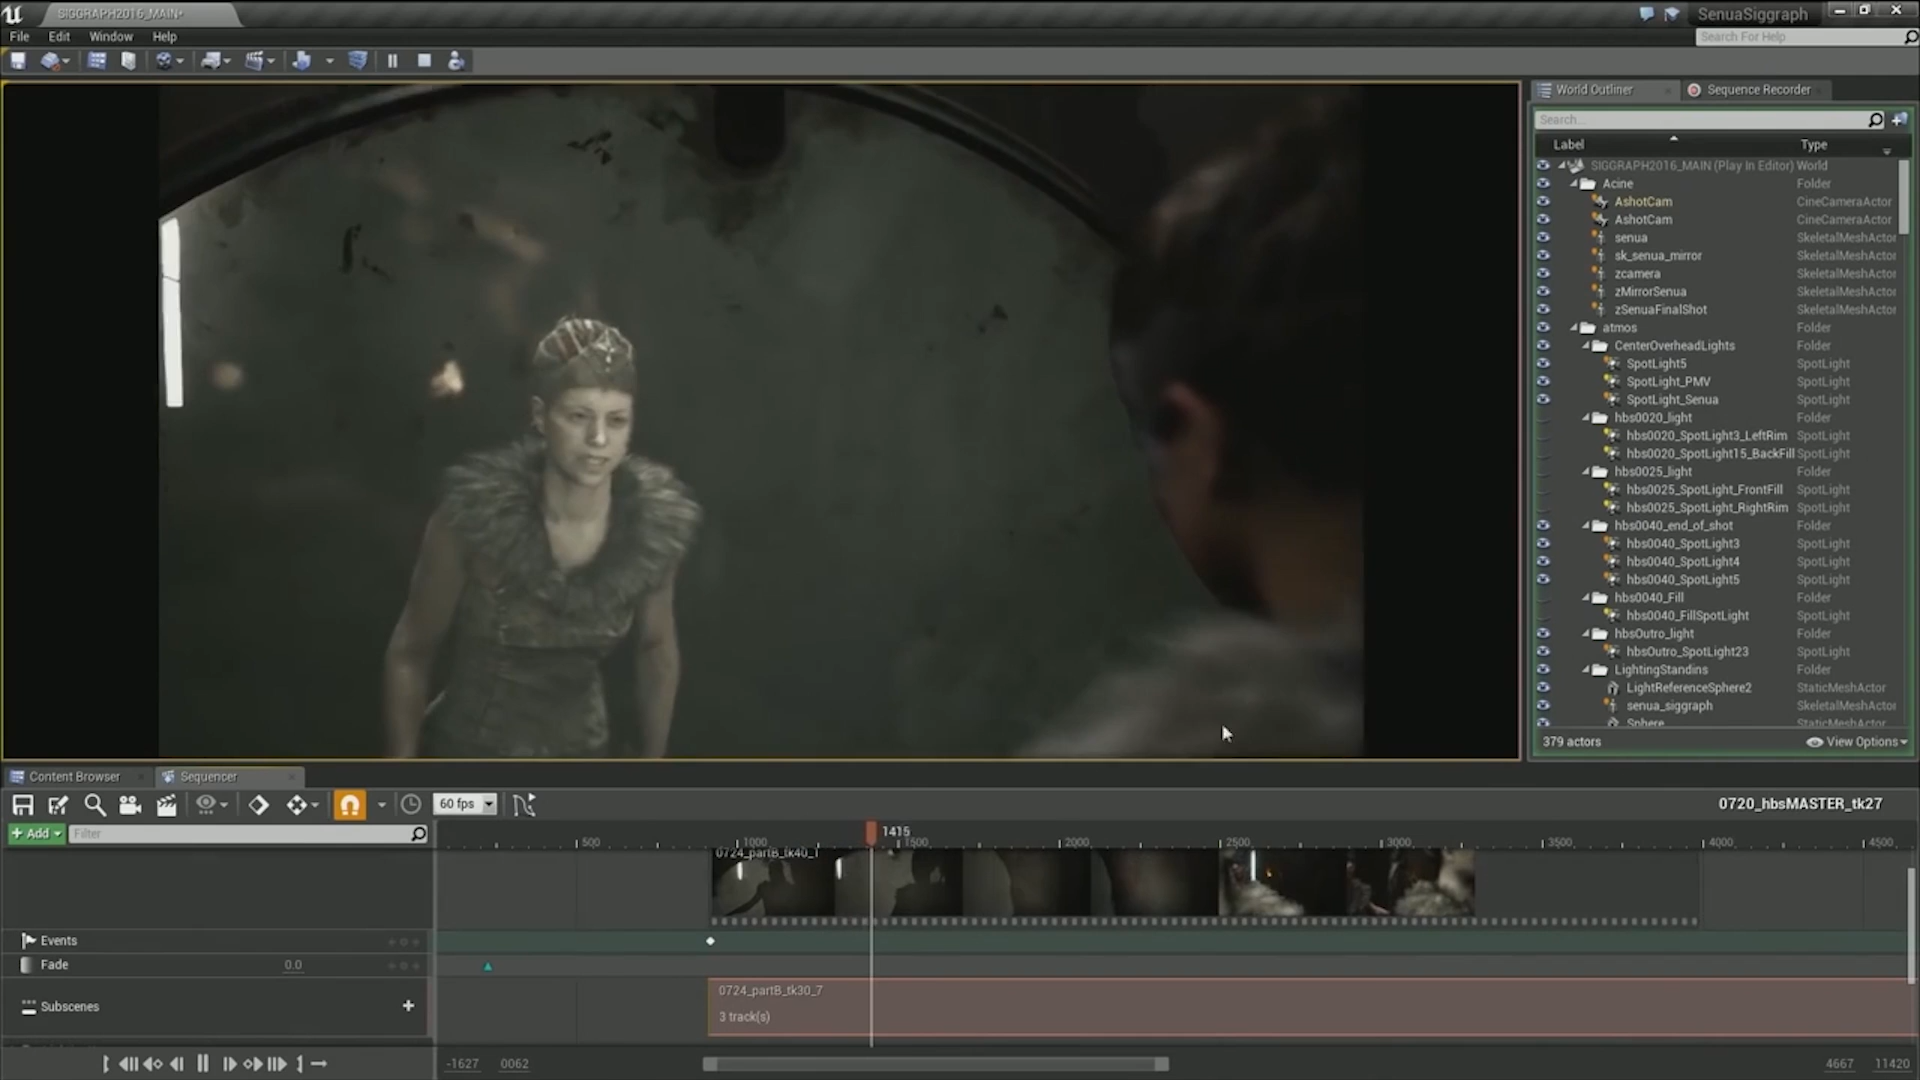 SIGGRAPH2016_MAIN*
SenuaSiggraph
File Edit Window Help
Search For Help
World Outliner
Sequence Recorder
Search...
Label Type
SIGGRAPH2016_MAIN (Play In Editor) World
Acine Folder
AshotCam CineCameraActor
AshotCam CineCameraActor
senua SkeletalMeshActor
sk_senua_mirror SkeletalMeshActor
zcamera SkeletalMeshActor
zMirrorSenua SkeletalMeshActor
zSenuaFinalShot SkeletalMeshActor
atmos Folder
CenterOverheadLights Folder
SpotLight5 SpotLight
SpotLight_PMV SpotLight
SpotLight_Senua SpotLight
hbs0020_light Folder
hbs0020_SpotLight3_LeftRim SpotLight
hbs0020_SpotLight15_BackFill SpotLight
hbs0025_light Folder
hbs0025_SpotLight_FrontFill SpotLight
hbs0025_SpotLight_RightRim SpotLight
hbs0040_end_of_shot Folder
hbs0040_SpotLight3 SpotLight
hbs0040_SpotLight4 SpotLight
hbs0040_SpotLight5 SpotLight
hbs0040_Fill Folder
hbs0040_FillSpotLight SpotLight
hbsOutro_light Folder
hbsOutro_SpotLight23 SpotLight
LightingStandins Folder
LightReferenceSphere2 StaticMeshActor
senua_siggraph SkeletalMeshActor
Sphere StaticMeshActor
379 actors
View Options
Content Browser
Sequencer
60 fps
0720_hbsMASTER_tk27
Add
Filter
1415
500 1000 1500 2000 2500 3000 3500 4000 4500
0724_partB_tk40_1
Events
Fade 0.0
Subscenes
0724_partB_tk30_7
3 track(s)
-1627 0062 4667 11420